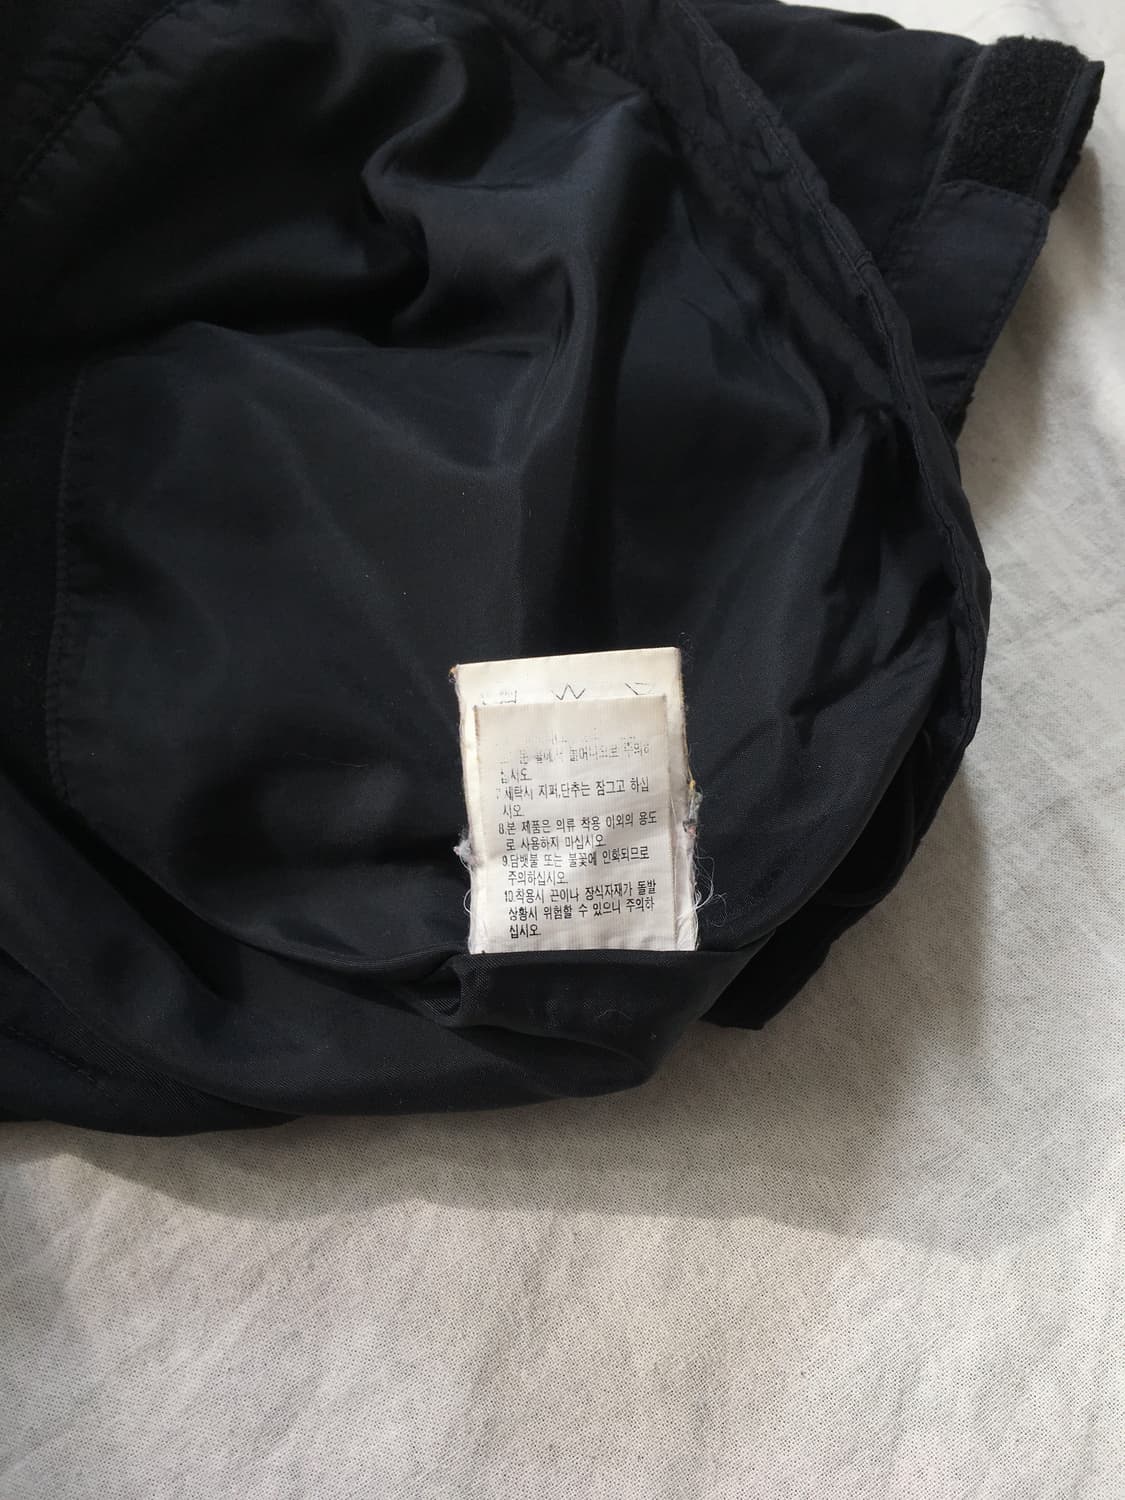 주의하
십시오.
7.세탁시 지퍼,단추는 잠그고 하십
시오.
8.본 제품은 의류 착용 이외의 용도
로 사용하지 마십시오.
9.담뱃불 또는 불꽃에 인화되므로
주의하십시오.
10.착용시 끈이나 장식자재가 돌발
상황시 위험할 수 있으니 주의하
십시오.